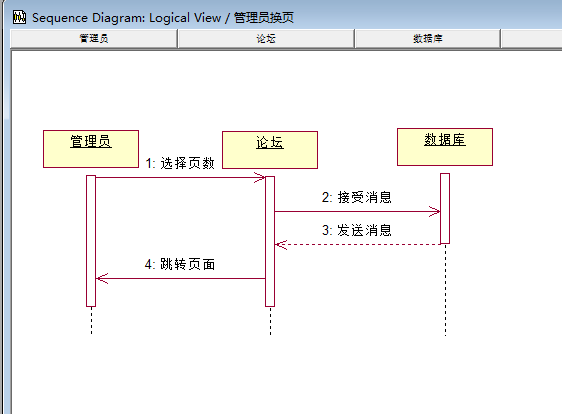 Sequence Diagram: Logical View / 管理员换页
管理员 论坛 数据库
管理员 论坛 数据库
1: 选择页数
2: 接受消息
3: 发送消息
4: 跳转页面